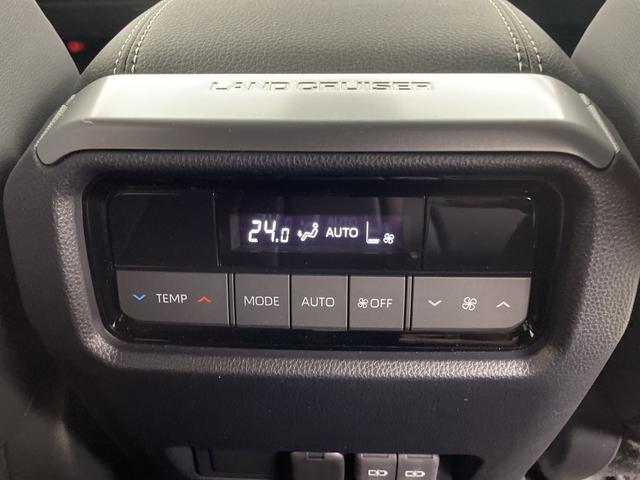 LAND CRUISER
24.0 AUTO
TEMP MODE AUTO OFF